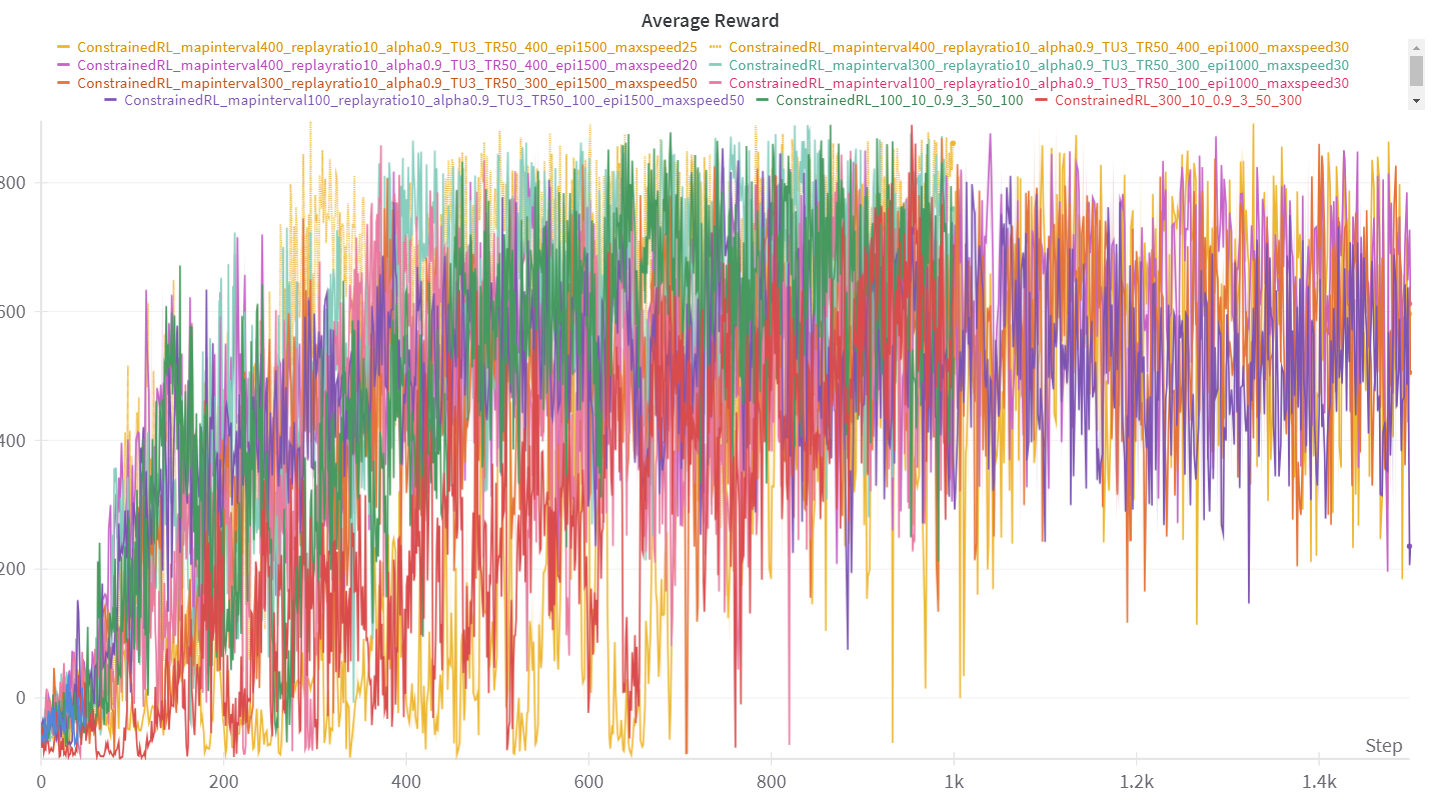 Average Reward
ConstrainedRL_mapinterval400_replayratio10_alpha0.9_TU3_TR50_400_epi1500_maxspeed25 ConstrainedRL_mapinterval400_replayratio10_alpha0.9_TU3_TR50_400_epi1000_maxspeed30
ConstrainedRL_mapinterval400_replayratio10_alpha0.9_TU3_TR50_400_epi1500_maxspeed20 ConstrainedRL_mapinterval300_replayratio10_alpha0.9_TU3_TR50_300_epi1000_maxspeed30
ConstrainedRL_mapinterval300_replayratio10_alpha0.9_TU3_TR50_300_epi1500_maxspeed50 ConstrainedRL_mapinterval100_replayratio10_alpha0.9_TU3_TR50_100_epi1000_maxspeed30
ConstrainedRL_mapinterval100_replayratio10_alpha0.9_TU3_TR50_100_epi1500_maxspeed50 ConstrainedRL_100_10_0.9_3_50_100 ConstrainedRL_300_10_0.9_3_50_300
800
600
400
200
0
Step
0 200 400 600 800 1k 1.2k 1.4k